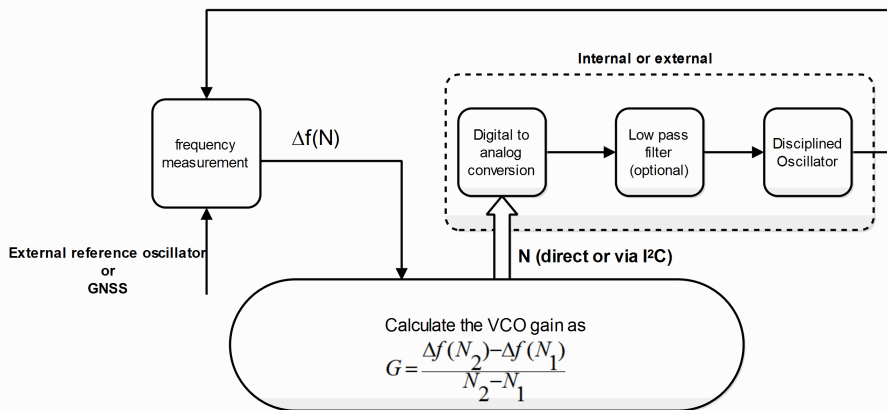 Internal or external
frequency
measurement
Δf(N)
Digital to
analog
conversion
Low pass
filter
(optional)
Disciplined
Oscillator
External reference oscillator
or
GNSS
N (direct or via I²C)
Calculate the VCO gain as
G = Δf(N₂)−Δf(N₁) / N₂−N₁